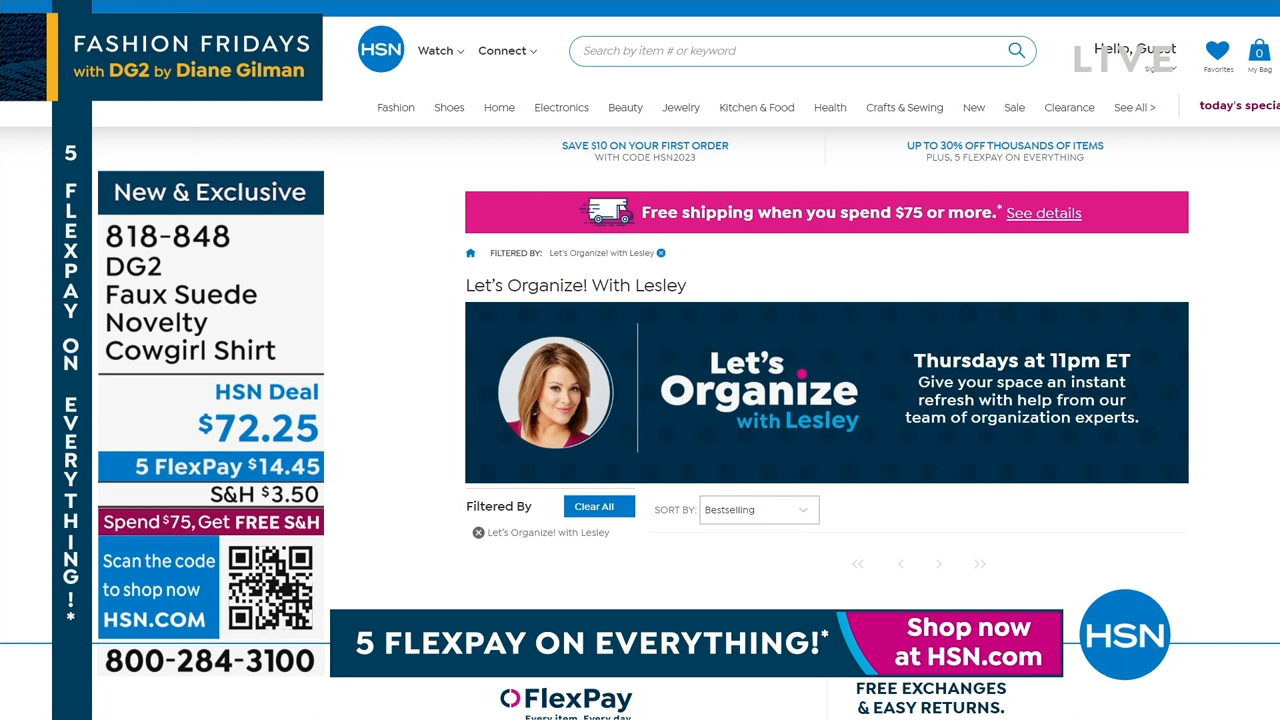 FASHION FRIDAYS
with DG2 by Diane Gilman
5 FLEXPAY ON EVERYTHING!*
New & Exclusive
818-848
DG2
Faux Suede
Novelty
Cowgirl Shirt
HSN Deal
$72.25
5 FlexPay $14.45
S&H $3.50
Spend $75, Get FREE S&H
Scan the code
to shop now
HSN.COM
800-284-3100
HSN
Watch
Connect
Search by item # or keyword
Hello, Guest
LIVE
Favorites
0
My Bag
Fashion Shoes Home Electronics Beauty Jewelry Kitchen & Food Health Crafts & Sewing New Sale Clearance See All >
today's specia
SAVE $10 ON YOUR FIRST ORDER
WITH CODE HSN2023
UP TO 30% OFF THOUSANDS OF ITEMS
PLUS, 5 FLEXPAY ON EVERYTHING
Free shipping when you spend $75 or more.* See details
FILTERED BY: Let's Organize! with Lesley
Let's Organize! With Lesley
Let's
Organize
with Lesley
Thursdays at 11pm ET
Give your space an instant
refresh with help from our
team of organization experts.
Filtered By
Clear All
SORT BY: Bestselling
Let's Organize! with Lesley
5 FLEXPAY ON EVERYTHING!*
Shop now
at HSN.com
HSN
FlexPay
Every item. Every day.
FREE EXCHANGES
& EASY RETURNS.